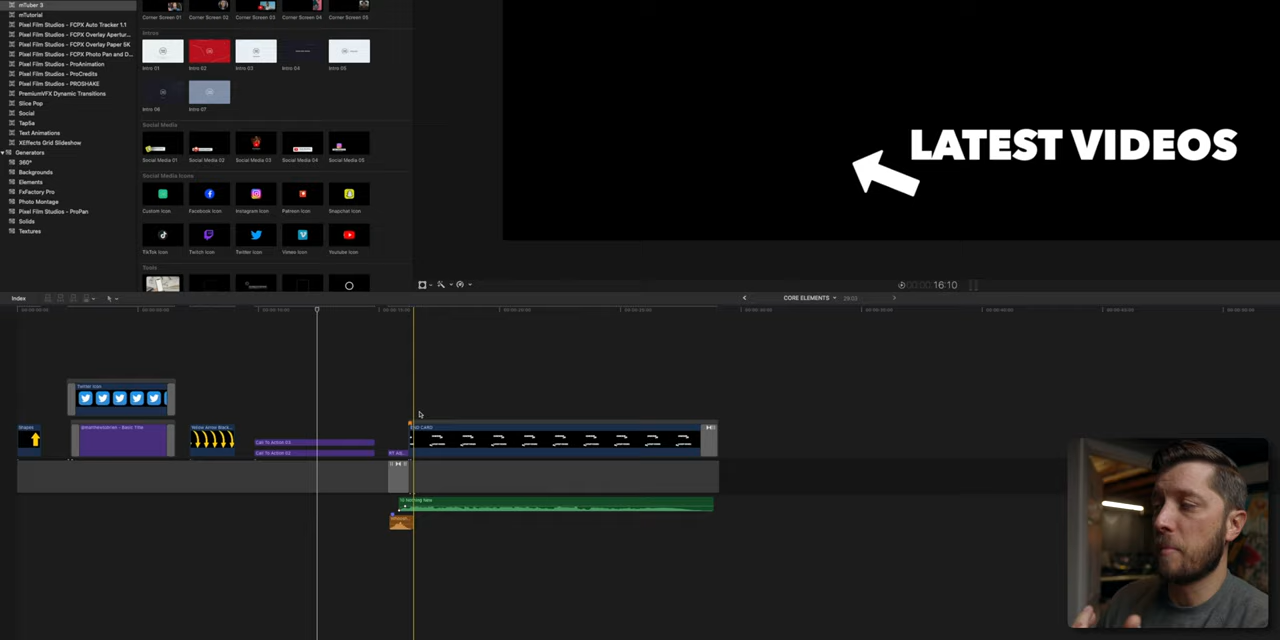 mTuber 3
mTutorial
Pixel Film Studios - FCPX Auto Tracker 1.1
Pixel Film Studios - FCPX Overlay Apertur...
Pixel Film Studios - FCPX Overlay Paper 5K
Pixel Film Studios - FCPX Photo Pan and D...
Pixel Film Studios - ProAnimation
Pixel Film Studios - ProCredits
Pixel Film Studios - PROSHAKE
PremiumVFX Dynamic Transitions
Slice Pop
Social
Text Animations
XEffects Grid Slideshow
Generators
360°
Backgrounds
Elements
FxFactory Pro
Photo Montage
Pixel Film Studios - ProPan
Solids
Textures
Corner Screen 01
Corner Screen 02
Corner Screen 03
Corner Screen 04
Corner Screen 05
Intros
Intro 01
Intro 02
Intro 03
Intro 04
Intro 05
Intro 06
Intro 07
Social Media
Social Media 01
Social Media 02
Social Media 03
Social Media 04
Social Media 05
Social Media Icons
Custom Icon
Facebook Icon
Instagram Icon
Patreon Icon
Snapchat Icon
TikTok Icon
Twitch Icon
Twitter Icon
Vimeo Icon
Youtube Icon
Tools
LATEST VIDEOS
16:10
Index
CORE ELEMENTS
29:03
Twitter Icon
Shapes
Call To Action 03
Call To Action 02
END CARD